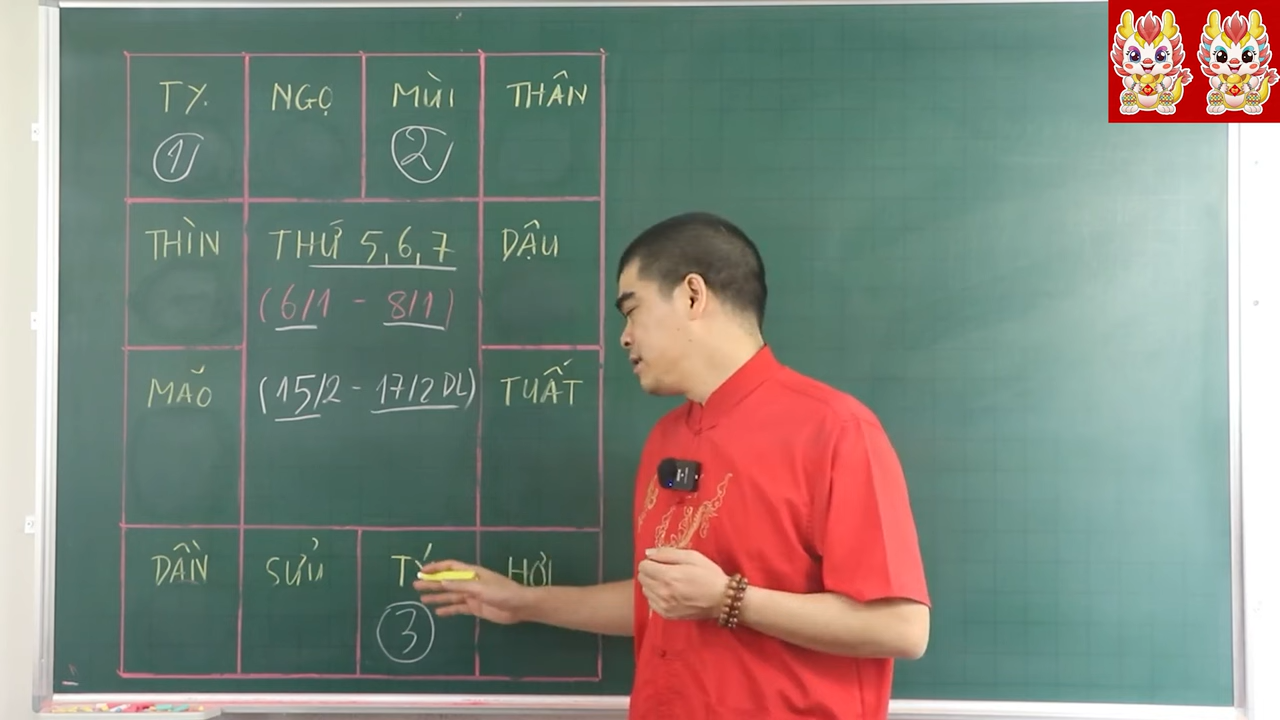 TỴ.
NGỌ
MÙI
THÂN
1
2
THÌN
THỨ 5,6,7
DẬU
(6/1 - 8/1)
MÃO
(15/2 - 17/2 DL)
TUẤT
DẦN
SỬU
TÝ
HỢI
3